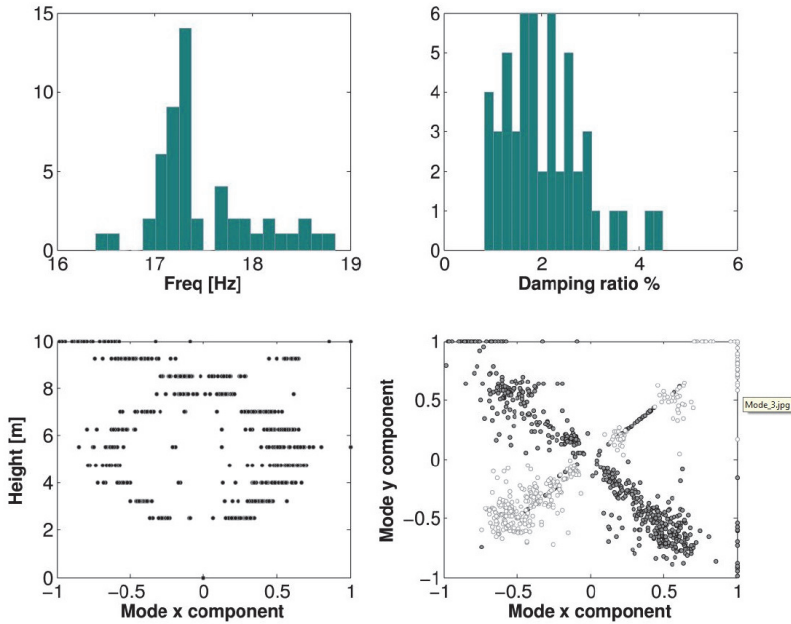 15
10
5
0
16 17 18 19
Freq [Hz]
6
5
4
3
2
1
0
0 2 4 6
Damping ratio %
10
8
6
4
2
0
Height [m]
−1 −0.5 0 0.5 1
Mode x component
1
0.5
0
−0.5
−1
Mode y component
−1 −0.5 0 0.5 1
Mode x component
Mode_3.jpg